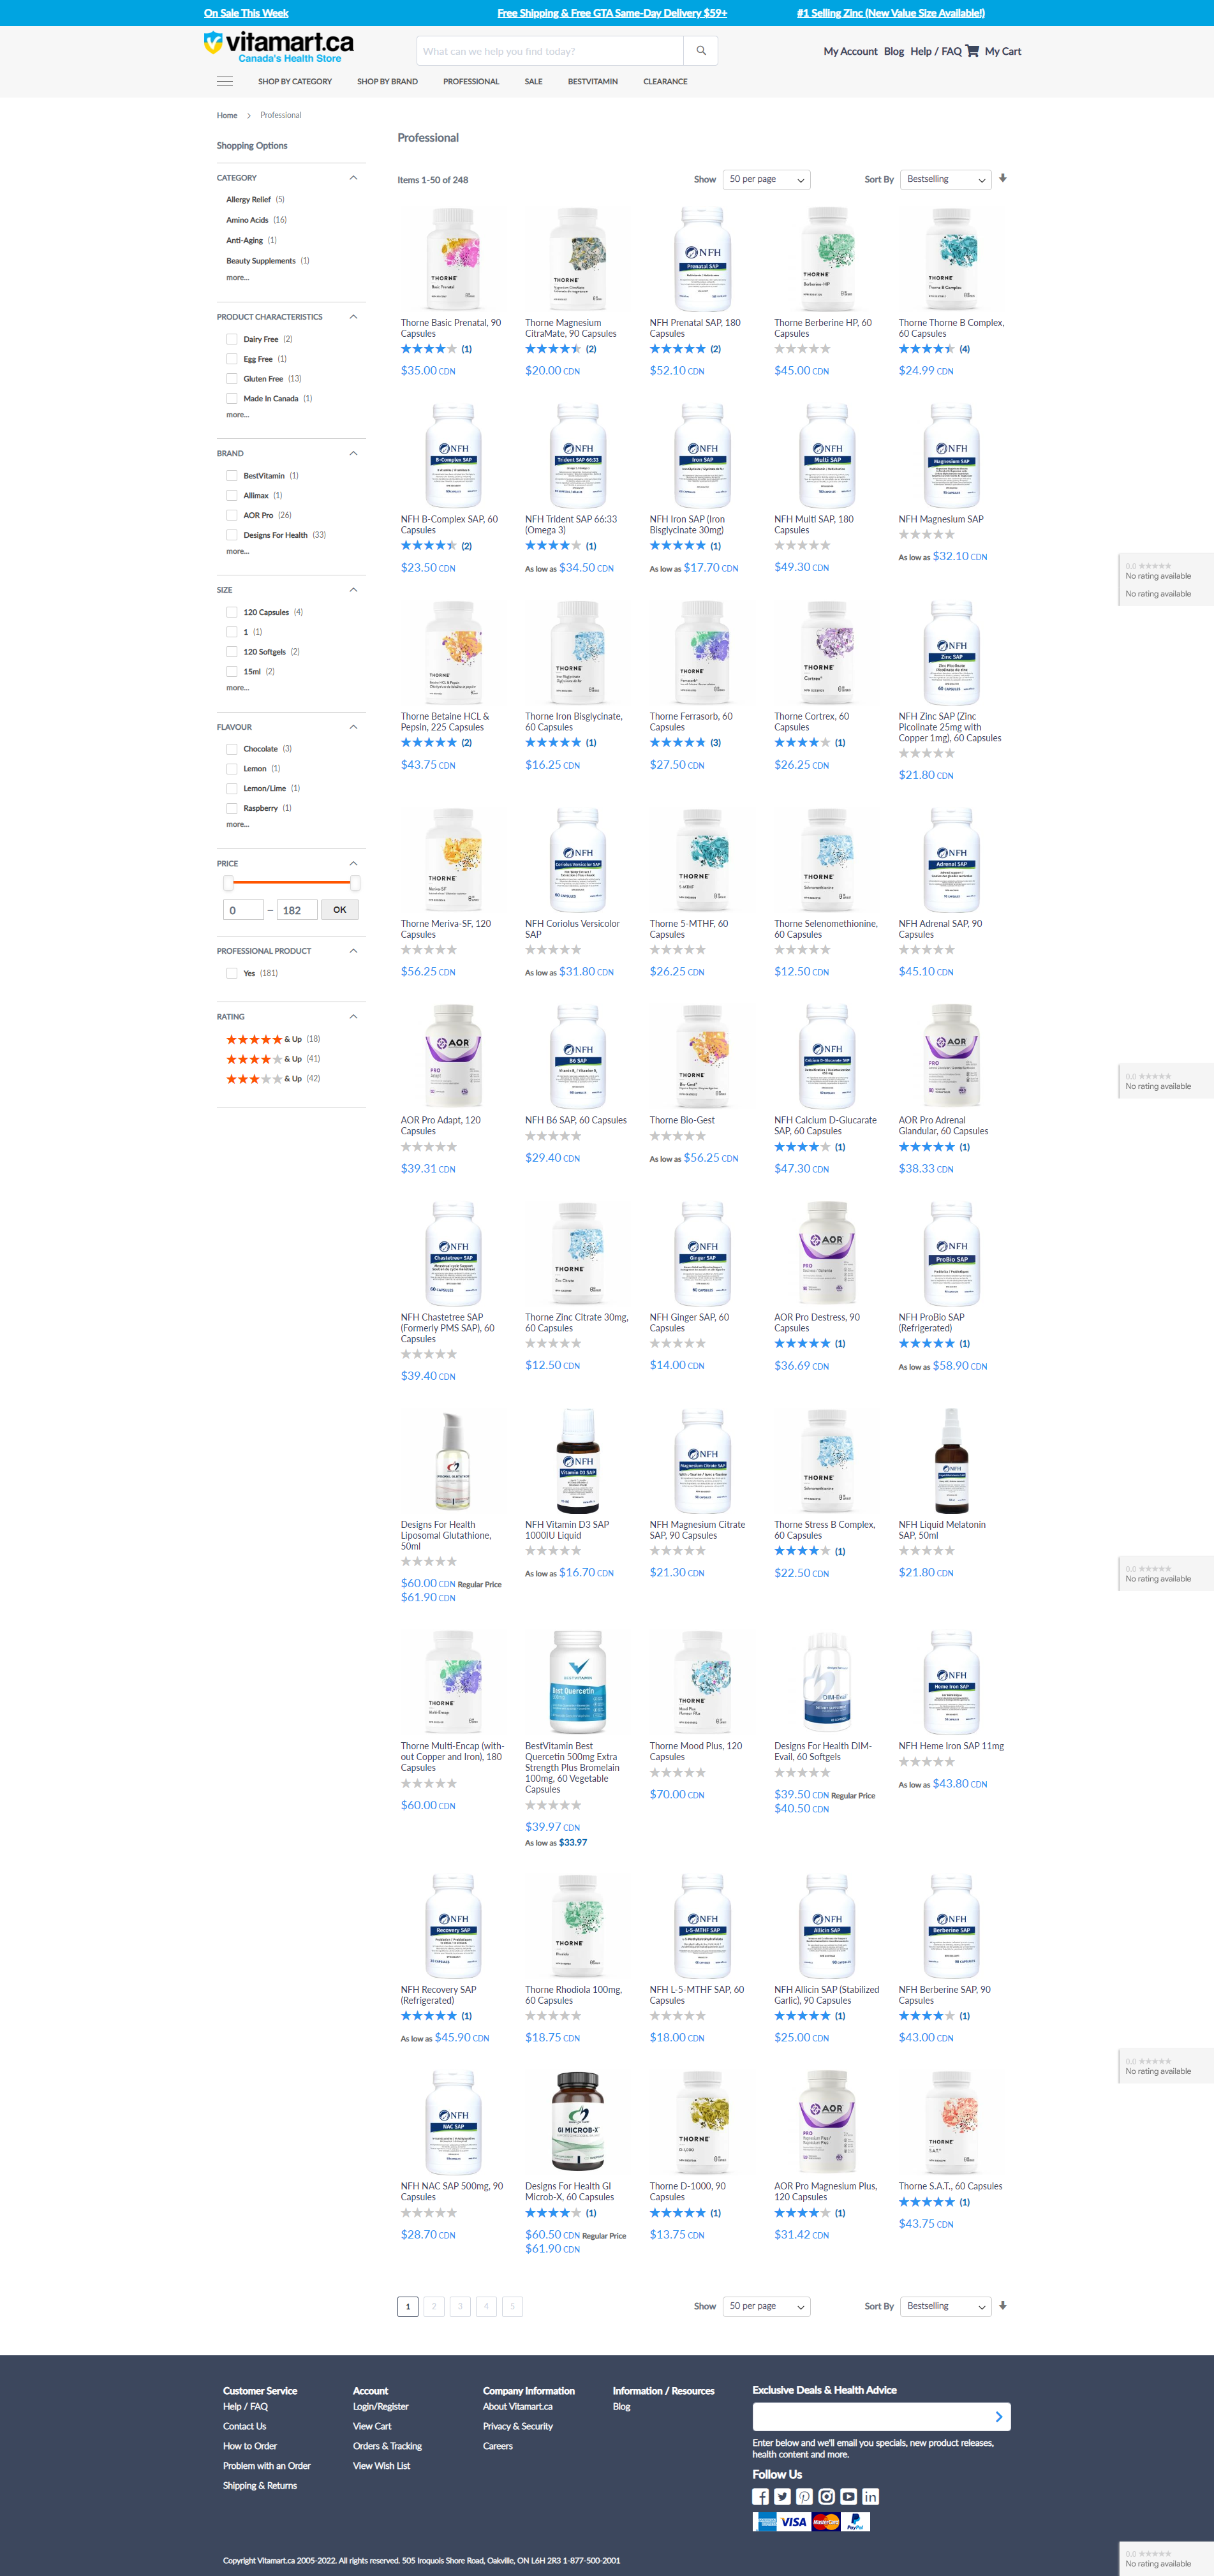 On Sale This Week
Free Shipping & Free GTA Same-Day Delivery $59+
#1 Selling Zinc (New Value Size Available!)
vitamart.ca
Canada's Health Store
What can we help you find today?
My Account Blog Help / FAQ My Cart
SHOP BY CATEGORY SHOP BY BRAND PROFESSIONAL SALE BESTVITAMIN CLEARANCE
Home > Professional
Shopping Options
CATEGORY
Allergy Relief (5)
Amino Acids (16)
Anti-Aging (1)
Beauty Supplements (1)
more...
PRODUCT CHARACTERISTICS
Dairy Free (2)
Egg Free (1)
Gluten Free (13)
Made In Canada (1)
more...
BRAND
BestVitamin (1)
Allimax (1)
AOR Pro (26)
Designs For Health (33)
more...
SIZE
120 Capsules (4)
1 (1)
120 Softgels (2)
15ml (2)
more...
FLAVOUR
Chocolate (3)
Lemon (1)
Lemon/Lime (1)
Raspberry (1)
more...
PRICE
0 – 182 OK
PROFESSIONAL PRODUCT
Yes (181)
RATING
& Up (18)
& Up (41)
& Up (42)
Professional
Items 1-50 of 248
Show 50 per page
Sort By Bestselling
Thorne Basic Prenatal, 90
Capsules
(1)
$35.00 CDN
Thorne Magnesium
CitraMate, 90 Capsules
(2)
$20.00 CDN
NFH Prenatal SAP, 180
Capsules
(2)
$52.10 CDN
Thorne Berberine HP, 60
Capsules
$45.00 CDN
Thorne Thorne B Complex,
60 Capsules
(4)
$24.99 CDN
NFH B-Complex SAP, 60
Capsules
(2)
$23.50 CDN
NFH Trident SAP 66:33
(Omega 3)
(1)
As low as $34.50 CDN
NFH Iron SAP (Iron
Bisglycinate 30mg)
(1)
As low as $17.70 CDN
NFH Multi SAP, 180
Capsules
$49.30 CDN
NFH Magnesium SAP
As low as $32.10 CDN
Thorne Betaine HCL &
Pepsin, 225 Capsules
(2)
$43.75 CDN
Thorne Iron Bisglycinate,
60 Capsules
(1)
$16.25 CDN
Thorne Ferrasorb, 60
Capsules
(3)
$27.50 CDN
Thorne Cortrex, 60
Capsules
(1)
$26.25 CDN
NFH Zinc SAP (Zinc
Picolinate 25mg with
Copper 1mg), 60 Capsules
$21.80 CDN
Thorne Meriva-SF, 120
Capsules
$56.25 CDN
NFH Coriolus Versicolor
SAP
As low as $31.80 CDN
Thorne 5-MTHF, 60
Capsules
$26.25 CDN
Thorne Selenomethionine,
60 Capsules
$12.50 CDN
NFH Adrenal SAP, 90
Capsules
$45.10 CDN
AOR Pro Adapt, 120
Capsules
$39.31 CDN
NFH B6 SAP, 60 Capsules
$29.40 CDN
Thorne Bio-Gest
As low as $56.25 CDN
NFH Calcium D-Glucarate
SAP, 60 Capsules
(1)
$47.30 CDN
AOR Pro Adrenal
Glandular, 60 Capsules
(1)
$38.33 CDN
NFH Chastetree SAP
(Formerly PMS SAP), 60
Capsules
$39.40 CDN
Thorne Zinc Citrate 30mg,
60 Capsules
$12.50 CDN
NFH Ginger SAP, 60
Capsules
$14.00 CDN
AOR Pro Destress, 90
Capsules
(1)
$36.69 CDN
NFH ProBio SAP
(Refrigerated)
(1)
As low as $58.90 CDN
Designs For Health
Liposomal Glutathione,
50ml
$60.00 CDN Regular Price
$61.90 CDN
NFH Vitamin D3 SAP
1000IU Liquid
As low as $16.70 CDN
NFH Magnesium Citrate
SAP, 90 Capsules
$21.30 CDN
Thorne Stress B Complex,
60 Capsules
(1)
$22.50 CDN
NFH Liquid Melatonin
SAP, 50ml
$21.80 CDN
Thorne Multi-Encap (with-
out Copper and Iron), 180
Capsules
$60.00 CDN
BestVitamin Best
Quercetin 500mg Extra
Strength Plus Bromelain
100mg, 60 Vegetable
Capsules
$39.97 CDN
As low as $33.97
Thorne Mood Plus, 120
Capsules
$70.00 CDN
Designs For Health DIM-
Evail, 60 Softgels
$39.50 CDN Regular Price
$40.50 CDN
NFH Heme Iron SAP 11mg
As low as $43.80 CDN
NFH Recovery SAP
(Refrigerated)
(1)
As low as $45.90 CDN
Thorne Rhodiola 100mg,
60 Capsules
$18.75 CDN
NFH L-5-MTHF SAP, 60
Capsules
$18.00 CDN
NFH Allicin SAP (Stabilized
Garlic), 90 Capsules
(1)
$25.00 CDN
NFH Berberine SAP, 90
Capsules
(1)
$43.00 CDN
NFH NAC SAP 500mg, 90
Capsules
$28.70 CDN
Designs For Health GI
Microb-X, 60 Capsules
(1)
$60.50 CDN Regular Price
$61.90 CDN
Thorne D-1000, 90
Capsules
(1)
$13.75 CDN
AOR Pro Magnesium Plus,
120 Capsules
(1)
$31.42 CDN
Thorne S.A.T., 60 Capsules
(1)
$43.75 CDN
1 2 3 4 5
Show 50 per page
Sort By Bestselling
0.0
No rating available
No rating available
0.0
No rating available
0.0
No rating available
0.0
No rating available
Customer Service
Help / FAQ
Contact Us
How to Order
Problem with an Order
Shipping & Returns
Account
Login/Register
View Cart
Orders & Tracking
View Wish List
Company Information
About Vitamart.ca
Privacy & Security
Careers
Information / Resources
Blog
Exclusive Deals & Health Advice
Enter below and we'll email you specials, new product releases,
health content and more.
Follow Us
VISA
MasterCard
PayPal
Copyright Vitamart.ca 2005-2022. All rights reserved. 505 Iroquois Shore Road, Oakville, ON L6H 2R3 1-877-500-2001
0.0
No rating available